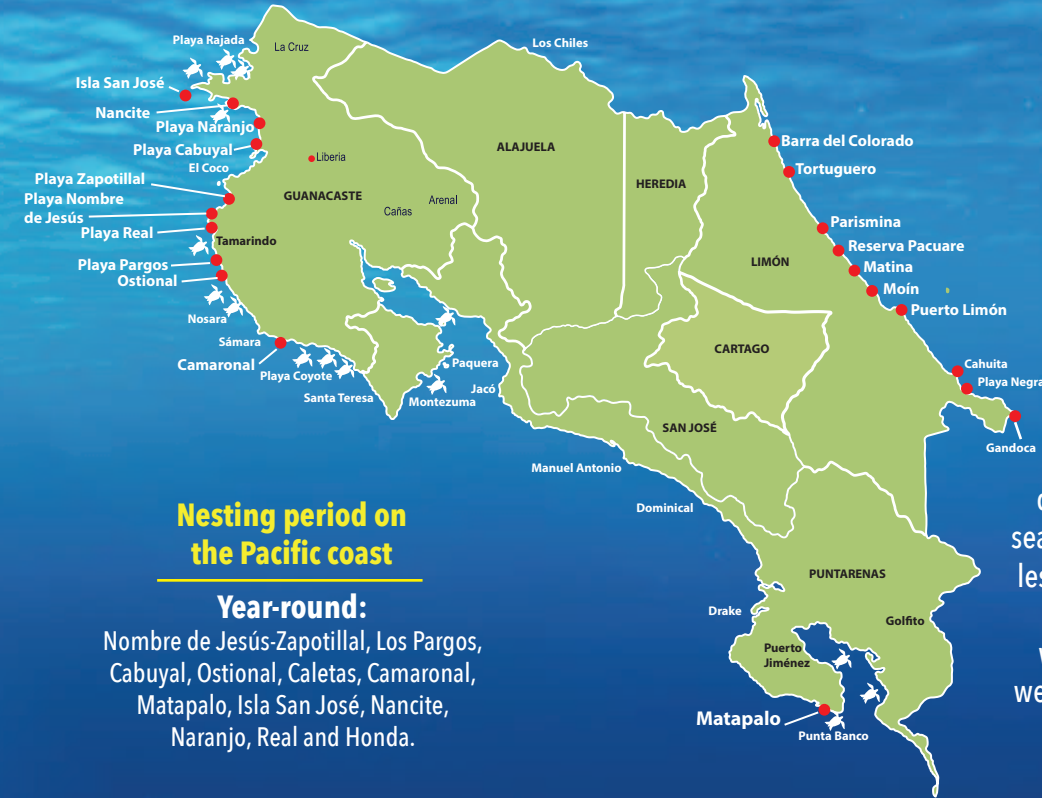 Playa Rajada
La Cruz
Los Chiles
Isla San José
Nancite
Playa Naranjo
Playa Cabuyal
El Coco
Liberia
Playa Zapotillal
Playa Nombre
de Jesús
Playa Real
GUANACASTE
Cañas
Arenal
Tamarindo
Playa Pargos
Ostional
Nosara
Sámara
Camaronal
Playa Coyote
Santa Teresa
Montezuma
Paquera
Jacó
ALAJUELA
HEREDIA
LIMÓN
CARTAGO
SAN JOSÉ
Barra del Colorado
Tortuguero
Parismina
Reserva Pacuare
Matina
Moín
Puerto Limón
Cahuita
Playa Negra
Gandoca
Manuel Antonio
Dominical
PUNTARENAS
Drake
Golfito
Puerto
Jiménez
Matapalo
Punta Banco
Nesting period on
the Pacific coast
Year-round:
Nombre de Jesús-Zapotillal, Los Pargos,
Cabuyal, Ostional, Caletas, Camaronal,
Matapalo, Isla San José, Nancite,
Naranjo, Real and Honda.
sea
les
we